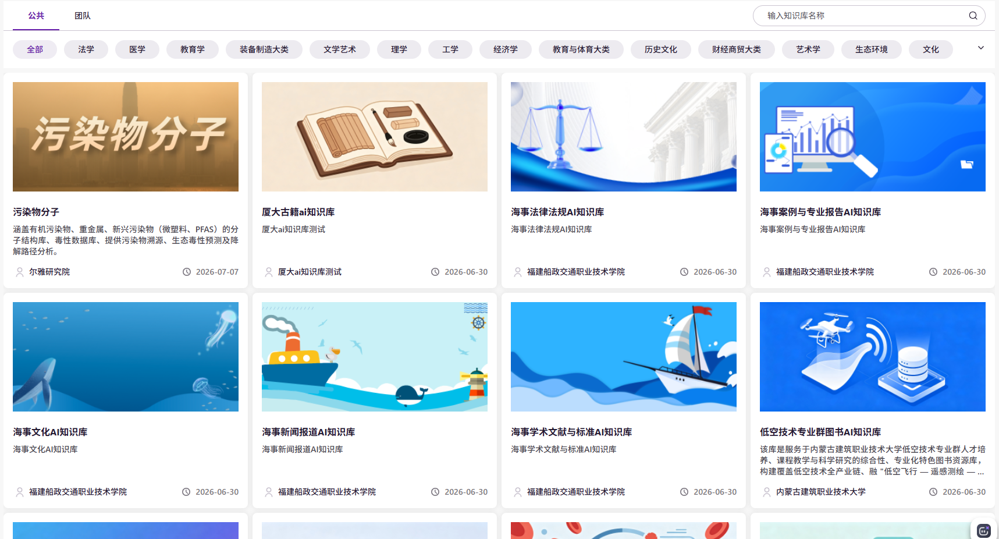 公共
团队
输入知识库名称
全部
法学
医学
教育学
装备制造大类
文学艺术
理学
工学
经济学
教育与体育大类
历史文化
财经商贸大类
艺术学
生态环境
文化
污染物分子
污染物分子
涵盖有机污染物、重金属、新兴污染物（微塑料、PFAS）的分
子结构库、毒性数据库、提供污染物溯源、生态毒性预测及降
解路径分析。
尔雅研究院
2026-07-07
厦大古籍ai知识库
厦大ai知识库测试
厦大ai知识库测试
2026-06-30
海事法律法规AI知识库
海事法律法规AI知识库
福建船政交通职业技术学院
2026-06-30
海事案例与专业报告AI知识库
海事案例与专业报告AI知识库
福建船政交通职业技术学院
2026-06-30
海事文化AI知识库
海事文化AI知识库
福建船政交通职业技术学院
2026-06-30
海事新闻报道AI知识库
海事新闻报道AI知识库
福建船政交通职业技术学院
2026-06-30
海事学术文献与标准AI知识库
海事学术文献与标准AI知识库
福建船政交通职业技术学院
2026-06-30
低空技术专业群图书AI知识库
该库是服务于内蒙古建筑职业技术大学低空技术专业群人才培
养、课程教学与科学研究的综合性、专业化特色图书资源库，
构建覆盖低空技术全产业链、融 "低空飞行 — 遥感测绘 — ...
内蒙古建筑职业技术大学
2026-06-30